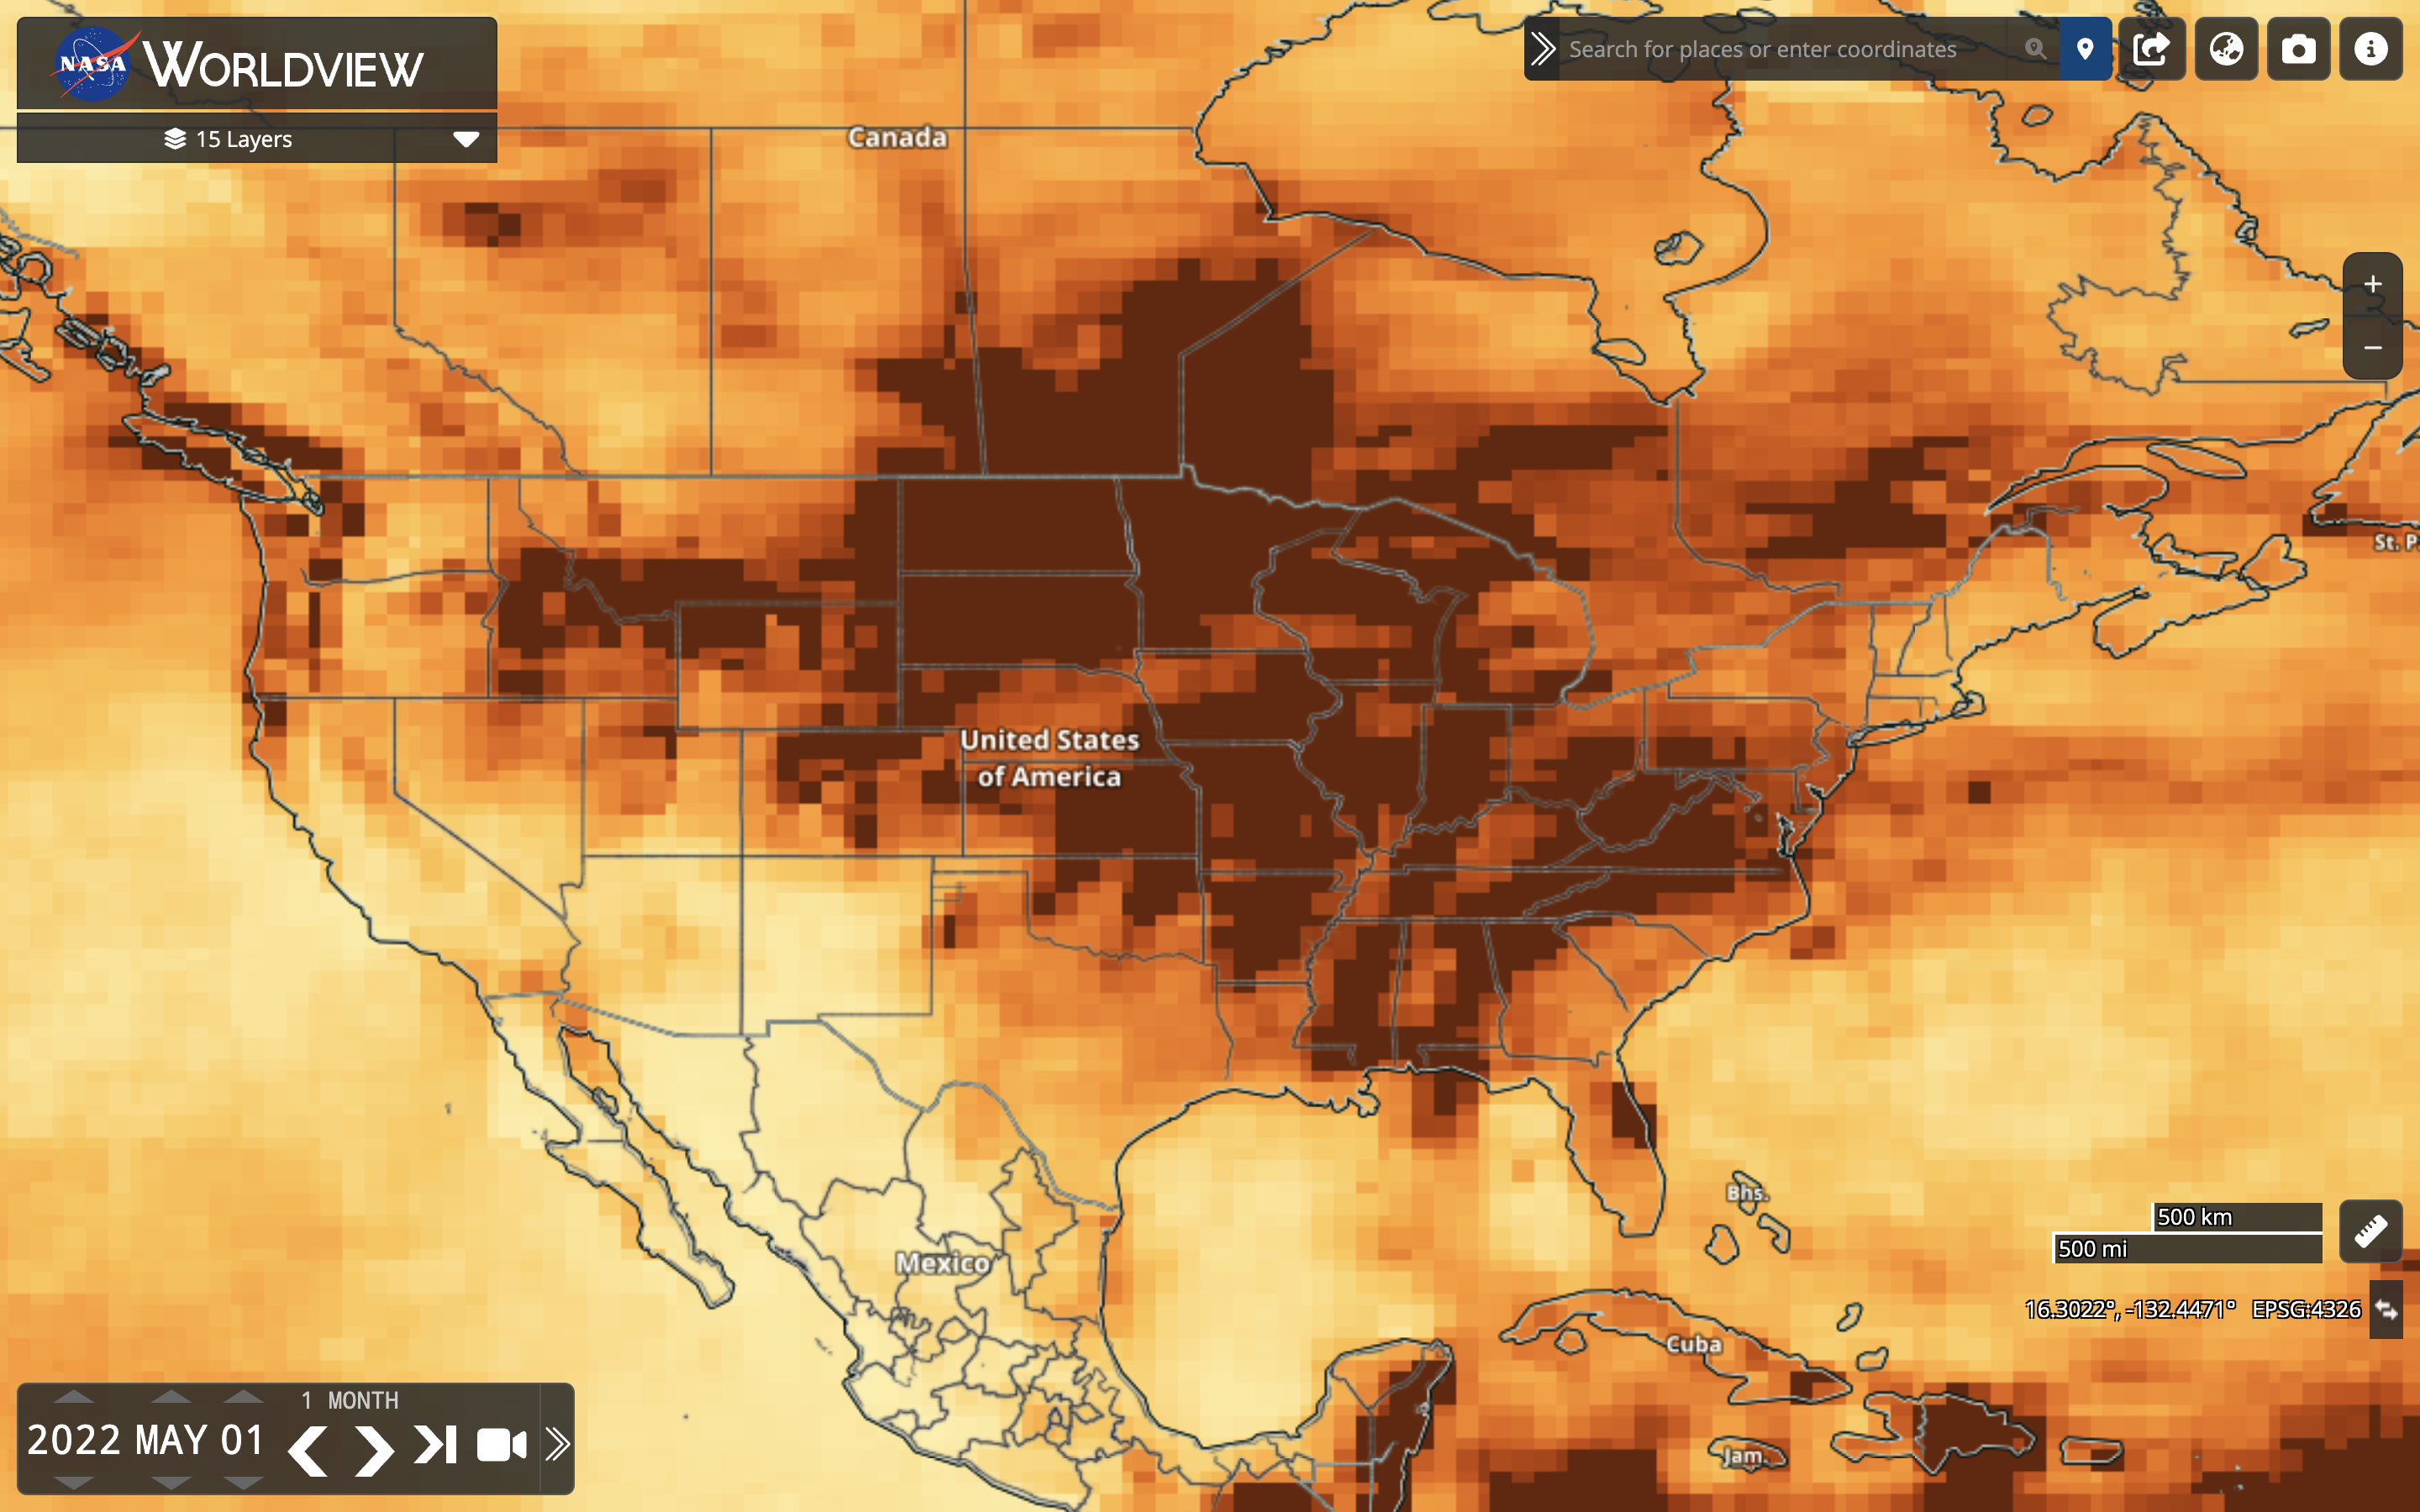 NASA WORLDVIEW
15 Layers
Search for places or enter coordinates
Canada
St. P.
United States
of America
Bhs.
500 km
500 mi
Mexico
16.3022°, -132.4471° EPSG:4326
Cuba
Jam.
1 MONTH
2022 MAY 01